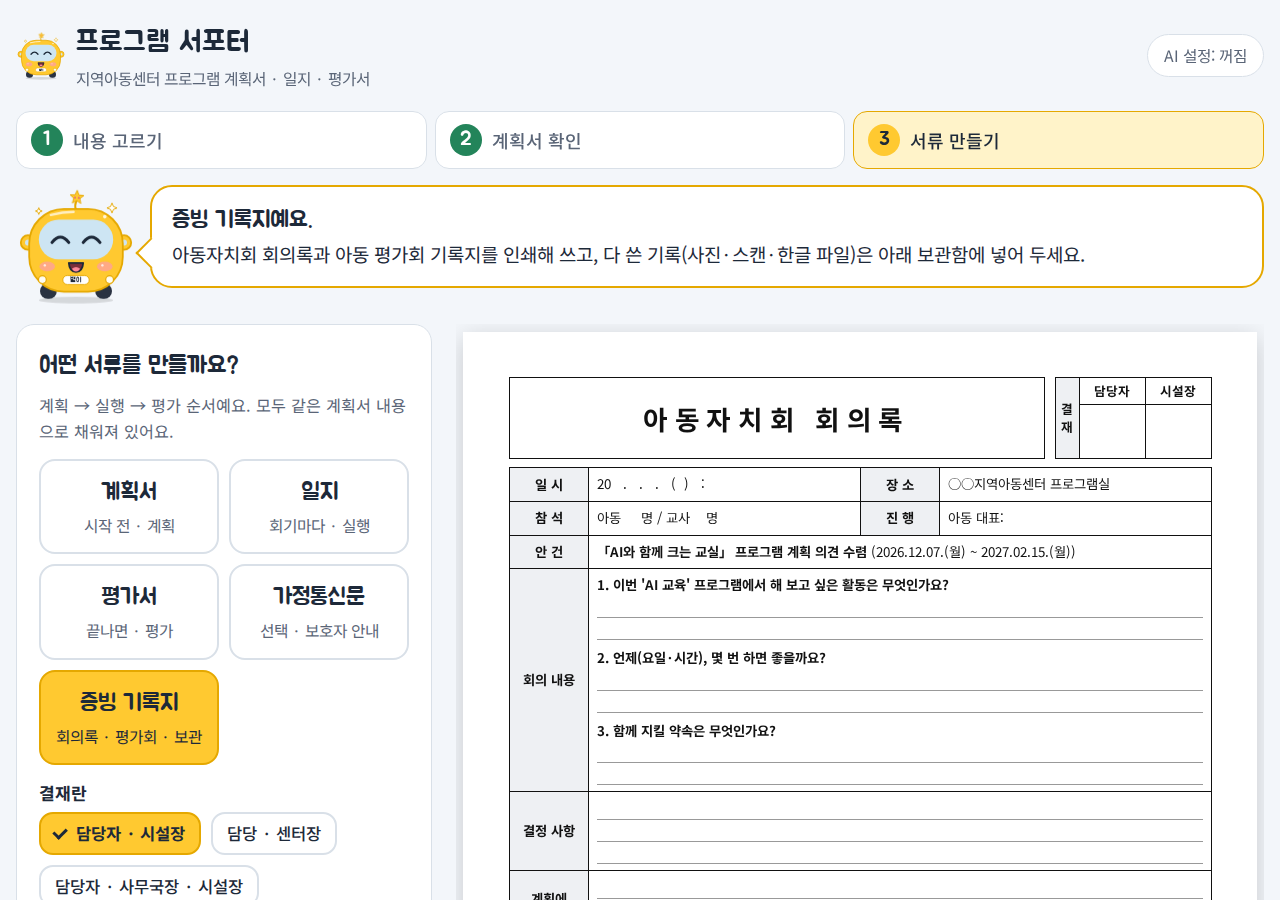 프로그램 서포터
지역아동센터 프로그램 계획서 · 일지 · 평가서
AI 설정: 꺼짐
1 내용 고르기
2 계획서 확인
3 서류 만들기
증빙 기록지예요.
아동자치회 회의록과 아동 평가회 기록지를 인쇄해 쓰고, 다 쓴 기록(사진·스캔·한글 파일)은 아래 보관함에 넣어 두세요.
어떤 서류를 만들까요?
계획 → 실행 → 평가 순서예요. 모두 같은 계획서 내용
으로 채워져 있어요.
계획서
시작 전 · 계획
일지
회기마다 · 실행
평가서
끝나면 · 평가
가정통신문
선택 · 보호자 안내
증빙 기록지
회의록 · 평가회 · 보관
결재란
담당자 · 시설장
담당 · 센터장
담당자 · 사무국장 · 시설장
아동자치회 회의록
결재
담당자 시설장
일 시 20 . . . ( ) :
장 소 ○○지역아동센터 프로그램실
참 석 아동 명 / 교사 명
진 행 아동 대표:
안 건 「AI와 함께 크는 교실」 프로그램 계획 의견 수렴 (2026.12.07.(월) ~ 2027.02.15.(월))
회의 내용
1. 이번 'AI 교육' 프로그램에서 해 보고 싶은 활동은 무엇인가요?
2. 언제(요일·시간), 몇 번 하면 좋을까요?
3. 함께 지킬 약속은 무엇인가요?
결정 사항
계획에